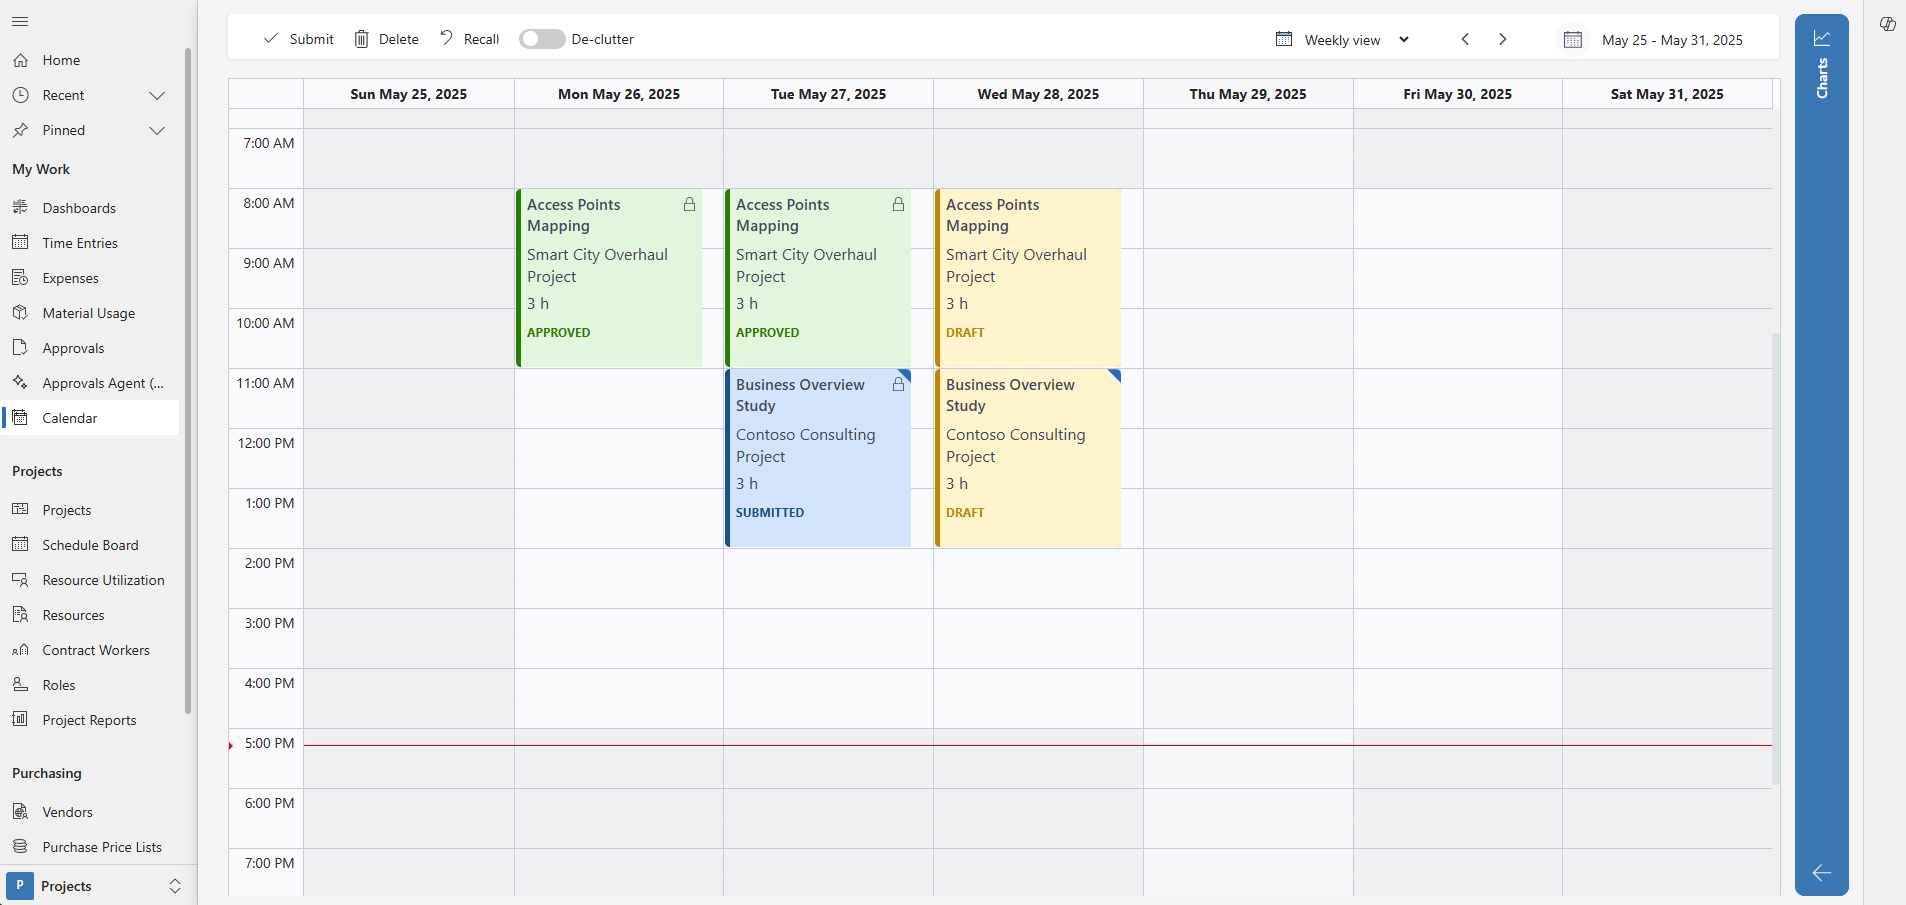 Home
Recent
Pinned
My Work
Dashboards
Time Entries
Expenses
Material Usage
Approvals
Approvals Agent (...
Calendar
Projects
Projects
Schedule Board
Resource Utilization
Resources
Contract Workers
Roles
Project Reports
Purchasing
Vendors
Purchase Price Lists
P Projects
Submit Delete Recall De-clutter Weekly view May 25 - May 31, 2025
Sun May 25, 2025 Mon May 26, 2025 Tue May 27, 2025 Wed May 28, 2025 Thu May 29, 2025 Fri May 30, 2025 Sat May 31, 2025
7:00 AM
8:00 AM
9:00 AM
10:00 AM
11:00 AM
12:00 PM
1:00 PM
2:00 PM
3:00 PM
4:00 PM
5:00 PM
6:00 PM
7:00 PM
Access Points
Mapping
Smart City Overhaul
Project
3 h
APPROVED
Access Points
Mapping
Smart City Overhaul
Project
3 h
APPROVED
Business Overview
Study
Contoso Consulting
Project
3 h
SUBMITTED
Access Points
Mapping
Smart City Overhaul
Project
3 h
DRAFT
Business Overview
Study
Contoso Consulting
Project
3 h
DRAFT
Charts